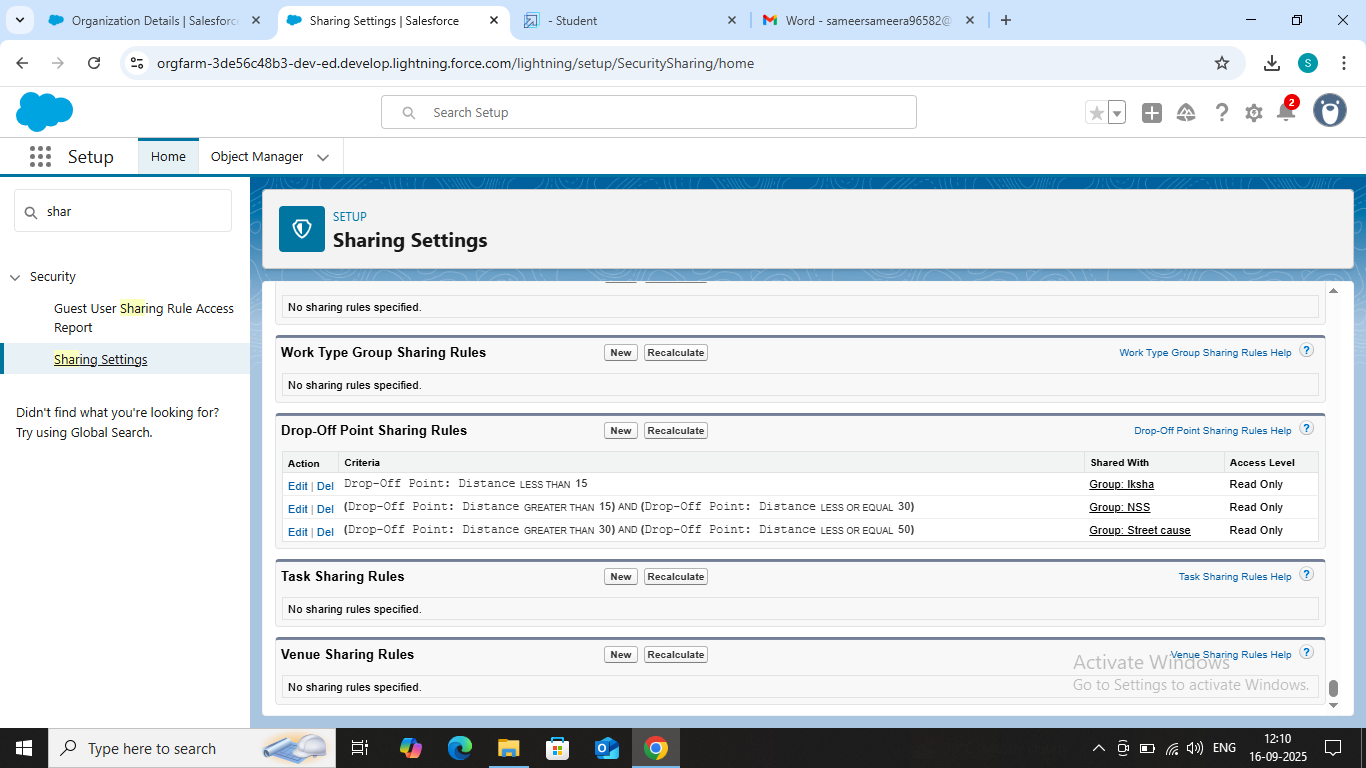 Organization Details | Salesforc
Sharing Settings | Salesforce
- Student
Word - sameersameera96582@
orgfarm-3de56c48b3-dev-ed.develop.lightning.force.com/lightning/setup/SecuritySharing/home
S
Search Setup
2
Setup
Home
Object Manager
shar
SETUP
Sharing Settings
Security
Guest User Sharing Rule Access
Report
Sharing Settings
Didn't find what you're looking for?
Try using Global Search.
No sharing rules specified.
Work Type Group Sharing Rules New Recalculate Work Type Group Sharing Rules Help ?
No sharing rules specified.
Drop-Off Point Sharing Rules New Recalculate Drop-Off Point Sharing Rules Help ?
Action Criteria Shared With Access Level
Edit | Del Drop-Off Point: Distance LESS THAN 15 Group: Iksha Read Only
Edit | Del (Drop-Off Point: Distance GREATER THAN 15) AND (Drop-Off Point: Distance LESS OR EQUAL 30) Group: NSS Read Only
Edit | Del (Drop-Off Point: Distance GREATER THAN 30) AND (Drop-Off Point: Distance LESS OR EQUAL 50) Group: Street cause Read Only
Task Sharing Rules New Recalculate Task Sharing Rules Help ?
No sharing rules specified.
Venue Sharing Rules New Recalculate Venue Sharing Rules Help ?
No sharing rules specified.
Activate Windows
Go to Settings to activate Windows.
Type here to search
ENG
12:10
16-09-2025